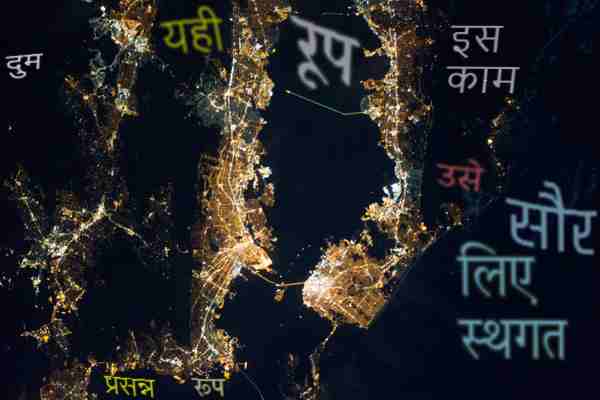 यही
रूप
इस
काम
दुम
उसे
सौर
लिए
स्थगत
प्रसन्न
रूप